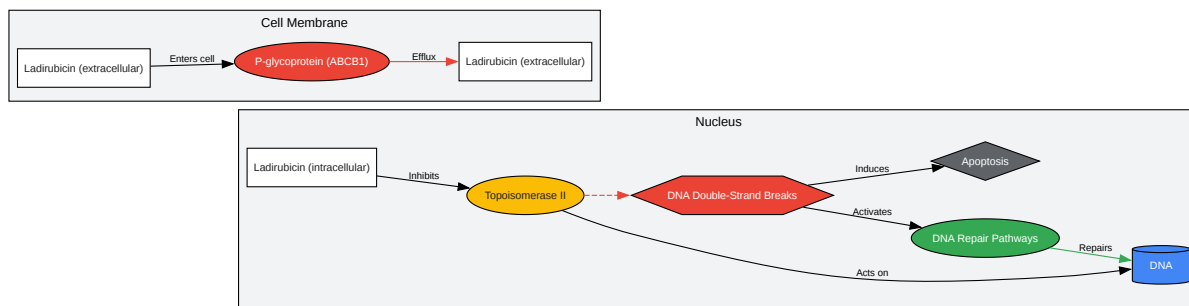 Cell Membrane
Ladirubicin (extracellular)
Enters cell
P-glycoprotein (ABCB1)
Efflux
Ladirubicin (extracellular)
Nucleus
Ladirubicin (intracellular)
Inhibits
Topoisomerase II
DNA Double-Strand Breaks
Induces
Apoptosis
Activates
DNA Repair Pathways
Repairs
DNA
Acts on